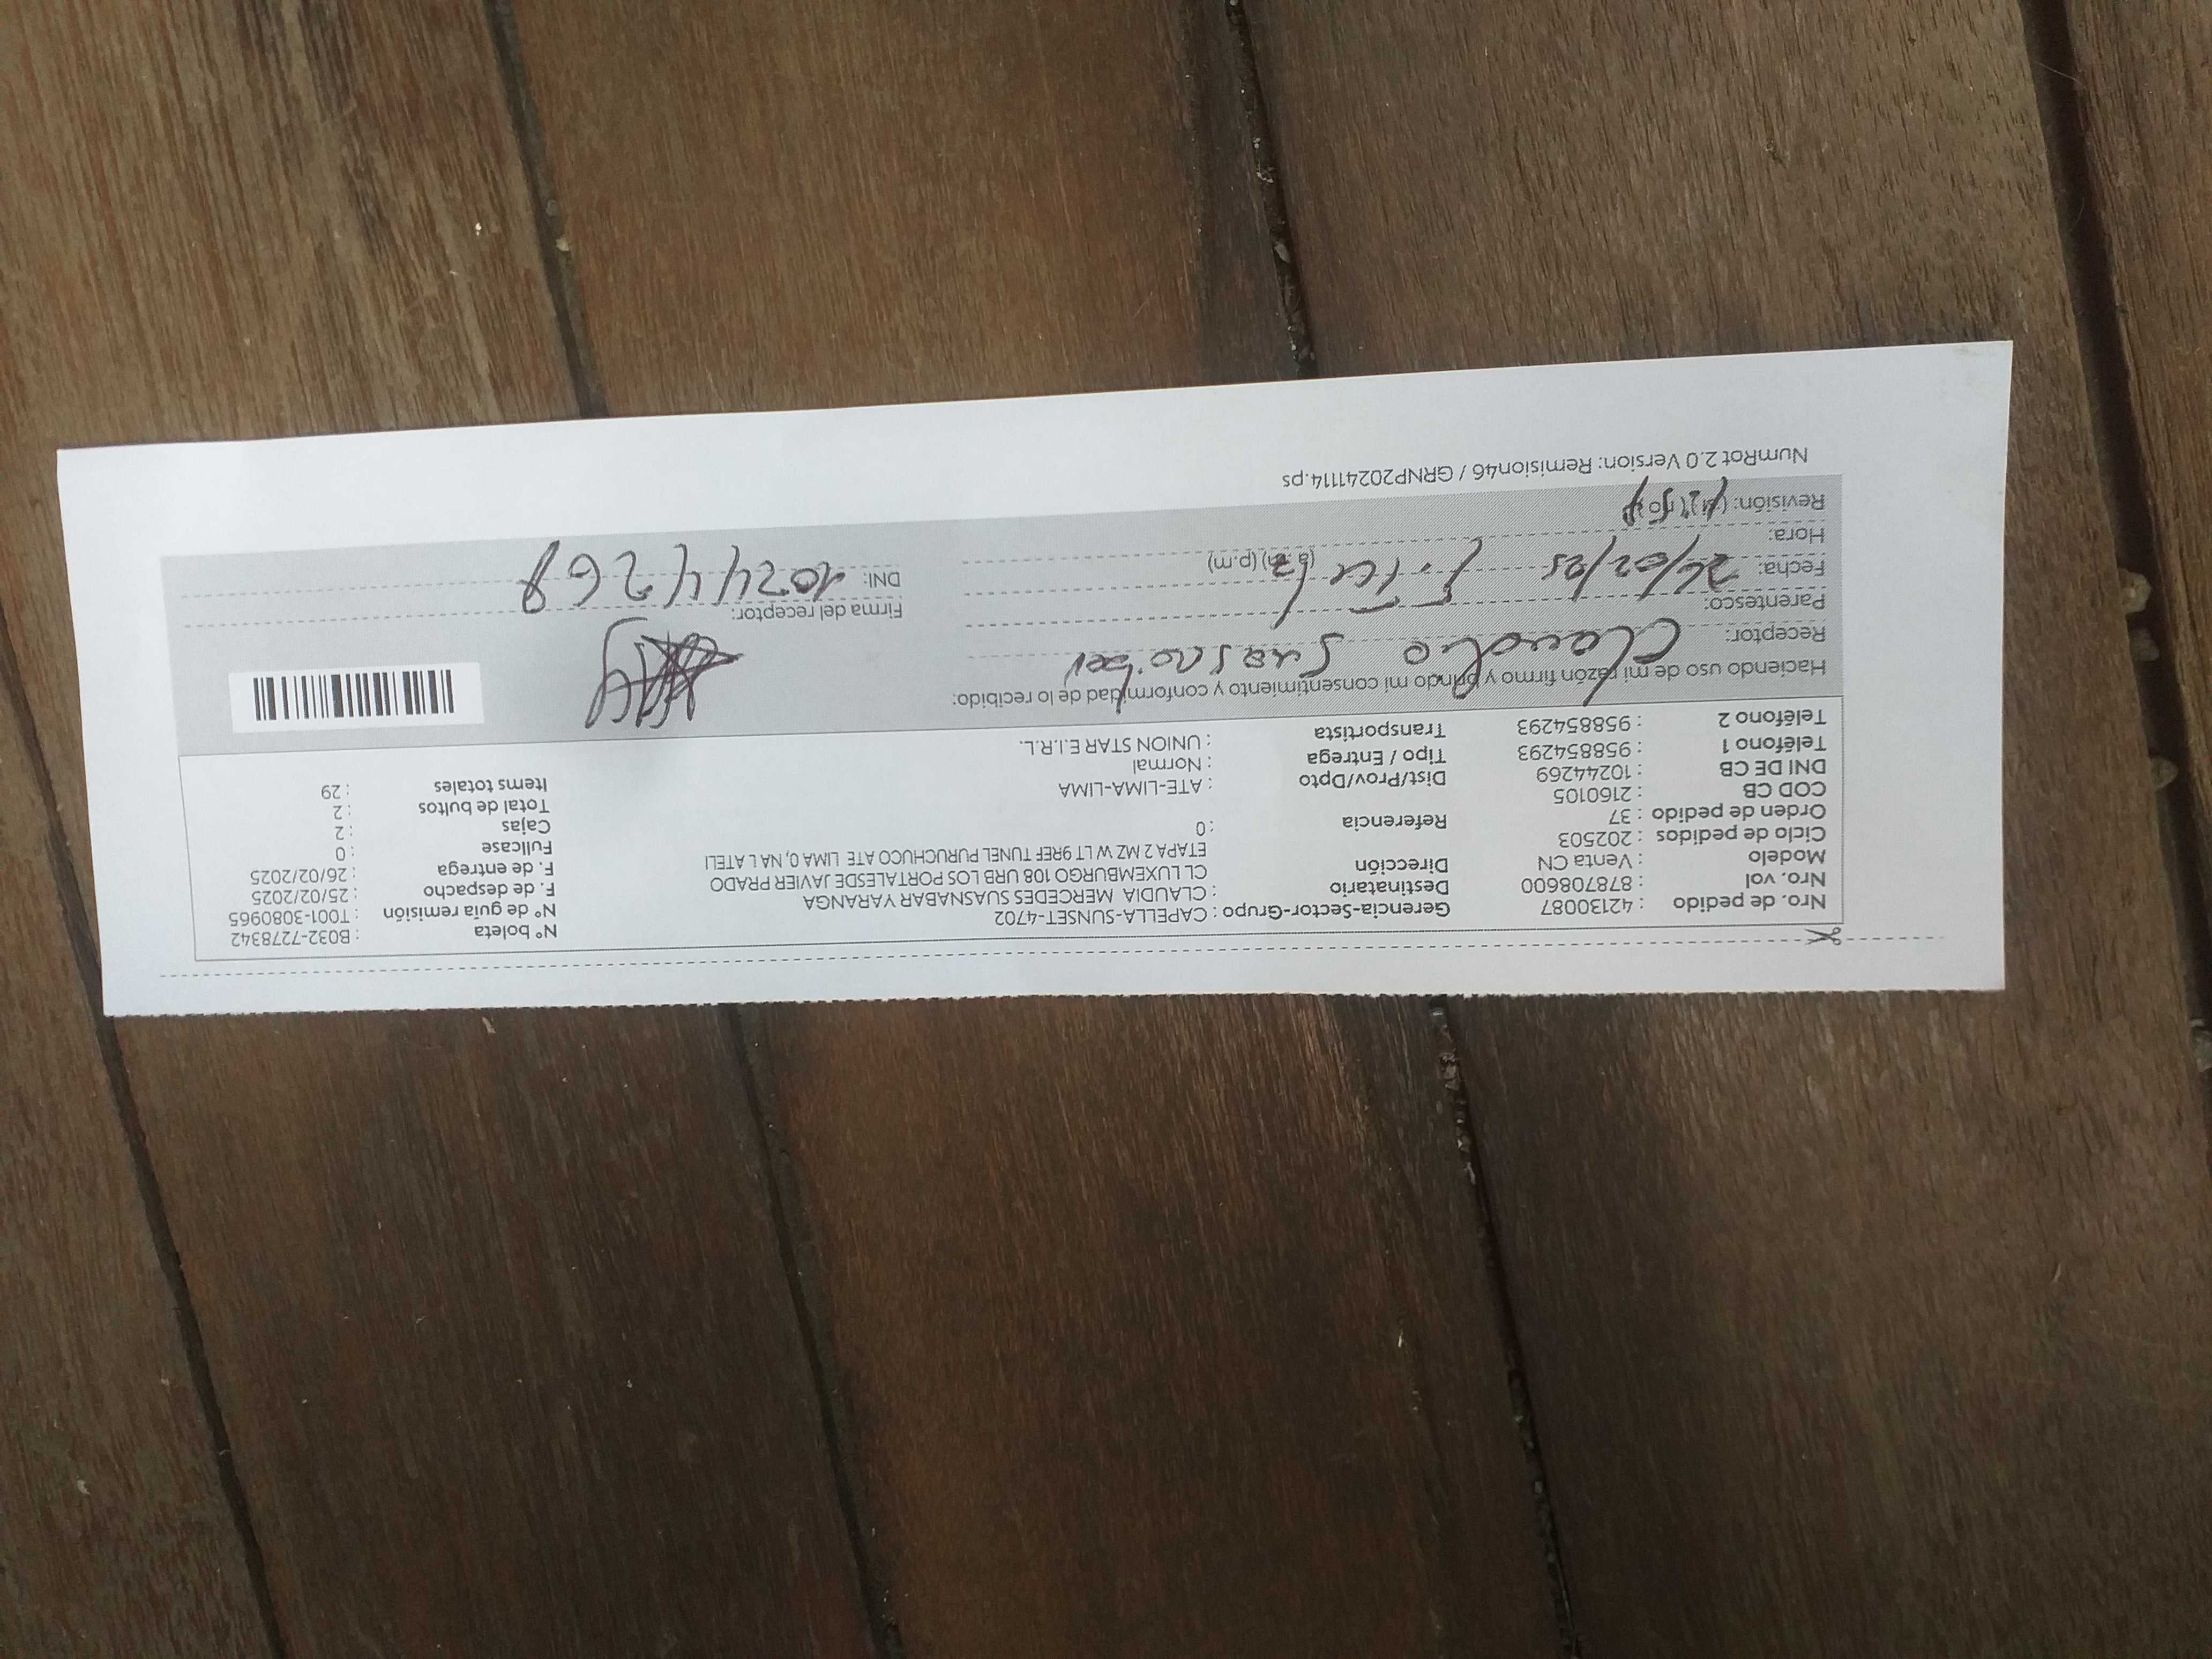 Nro. de pedido : 42130087 Gerencia-Sector-Grupo : CAPELLA-SUNSET-4702 N° boleta : B032-7278342
Nro. vol : 878708600 Destinatario : CLAUDIA MERCEDES SUASNABAR YARANGA N° de guía remisión : T001-3080965
Modelo : Venta CN Dirección CL LUXEMBURGO 108 URB LOS PORTALESDE JAVIER PRADO F. de despacho : 25/02/2025
Ciclo de pedidos : 202503 ETAPA 2 MZ W LT 9REF TUNEL PURUCHUCO ATE LIMA 0, NA L ATELI F. de entrega : 26/02/2025
Orden de pedido : 37 Referencia : 0 Fullcase : 0
COD CB : 2160105 Cajas : 2
DNI DE CB : 10244269 Dist/Prov/Dpto : ATE-LIMA-LIMA Total de bultos : 2
Teléfono 1 : 958854293 Tipo / Entrega : Normal Items totales : 29
Teléfono 2 : 958854293 Transportista : UNION STAR E.I.R.L.
Haciendo uso de mi razón firmo y brindo mi consentimiento y conformidad de lo recibido:
Receptor: Claudia Suasnabar
Parentesco: Firma del receptor:
Fecha: 26/02/25 DNI: 10244269
Hora: (a.m) (p.m)
Revisión: (si) (no)
NumRot 2.0 Version: Remision46 / GRNP20241114.ps